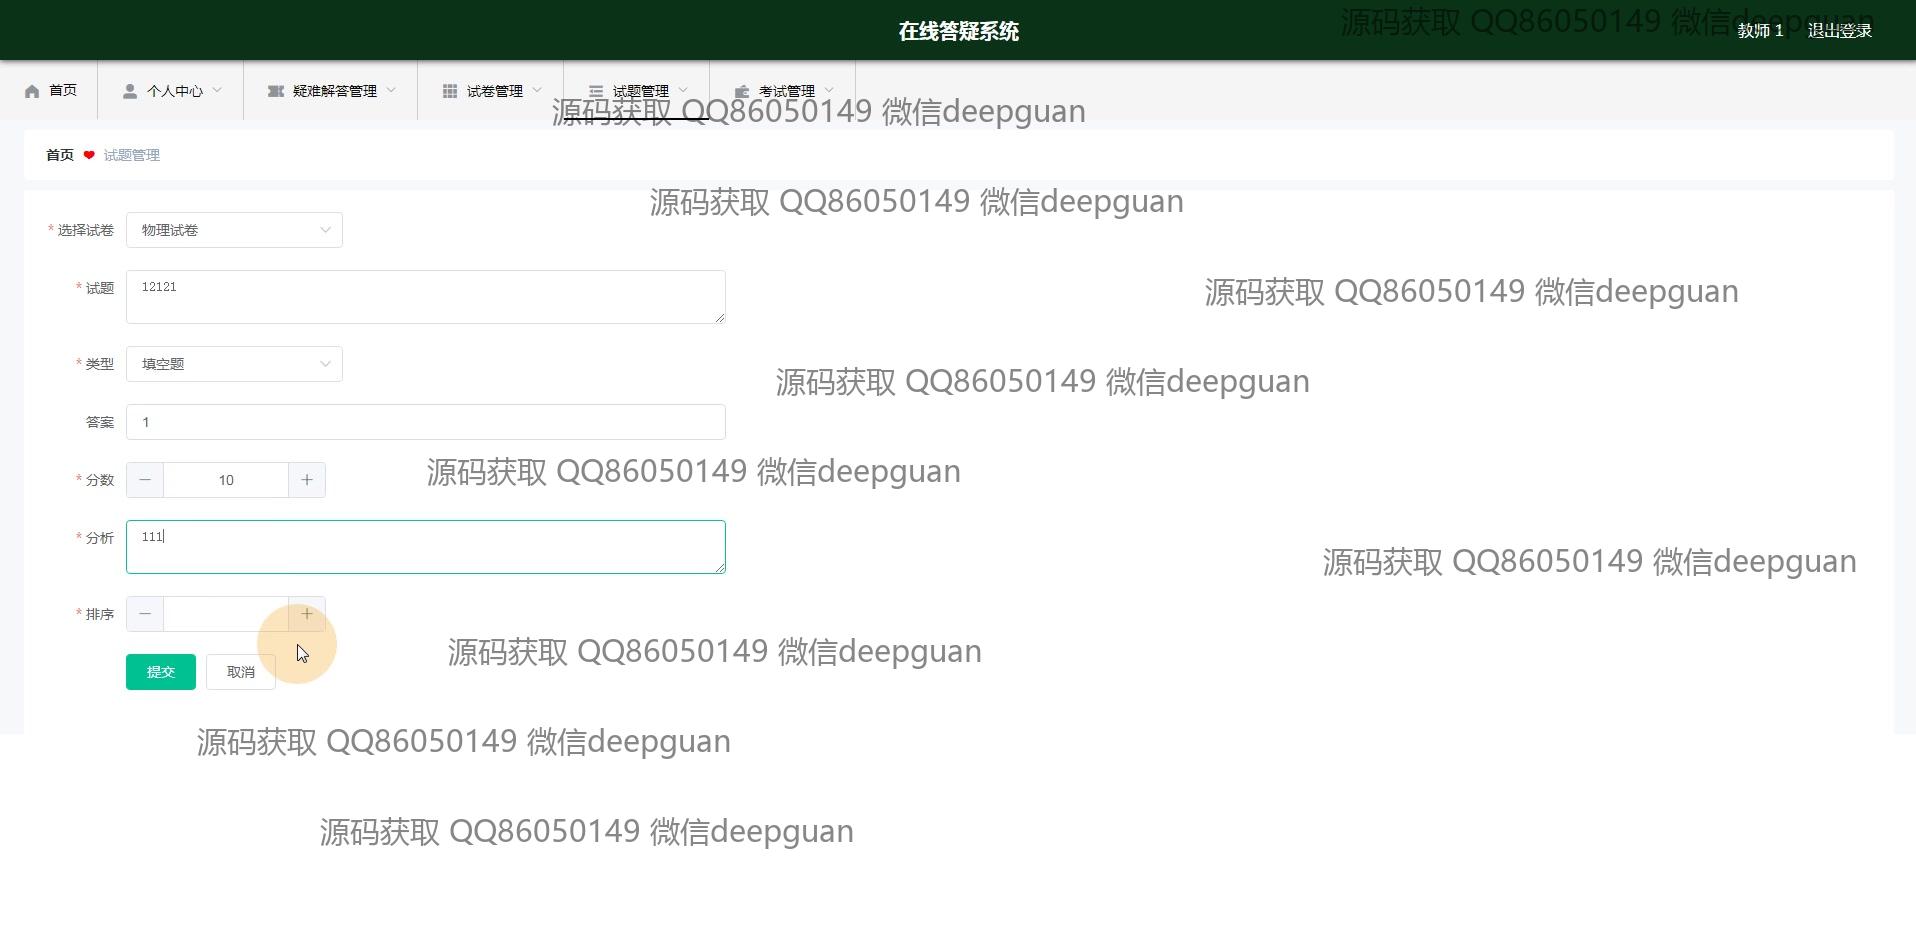 在线答疑系统
源码获取 QQ86050149 微信deepguan
教师 1 退出登录
首页 个人中心 疑难解答管理 试卷管理 试题管理 考试管理
源码获取 QQ86050149 微信deepguan
首页 试题管理
源码获取 QQ86050149 微信deepguan
* 选择试卷 物理试卷
源码获取 QQ86050149 微信deepguan
* 试题 12121
* 类型 填空题
源码获取 QQ86050149 微信deepguan
答案 1
* 分数 10
源码获取 QQ86050149 微信deepguan
* 分析 111
源码获取 QQ86050149 微信deepguan
* 排序
源码获取 QQ86050149 微信deepguan
提交 取消
源码获取 QQ86050149 微信deepguan
源码获取 QQ86050149 微信deepguan